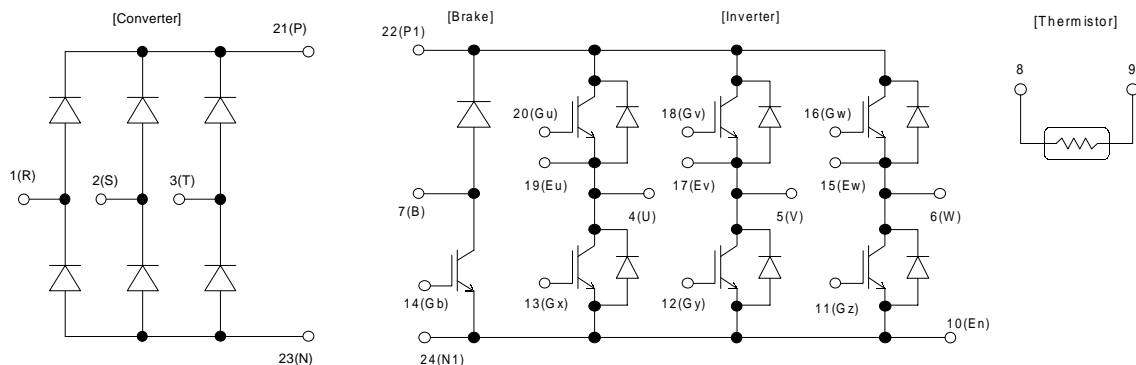 [Converter]
[Brake]
[Inverter]
[Thermistor]
21(P)
22(P1)
8
9
20(Gu)
18(Gv)
16(Gw)
1(R)
2(S)
3(T)
19(Eu)
17(Ev)
15(Ew)
7(B)
4(U)
5(V)
6(W)
14(Gb)
13(Gx)
12(Gy)
11(Gz)
10(En)
23(N)
24(N1)